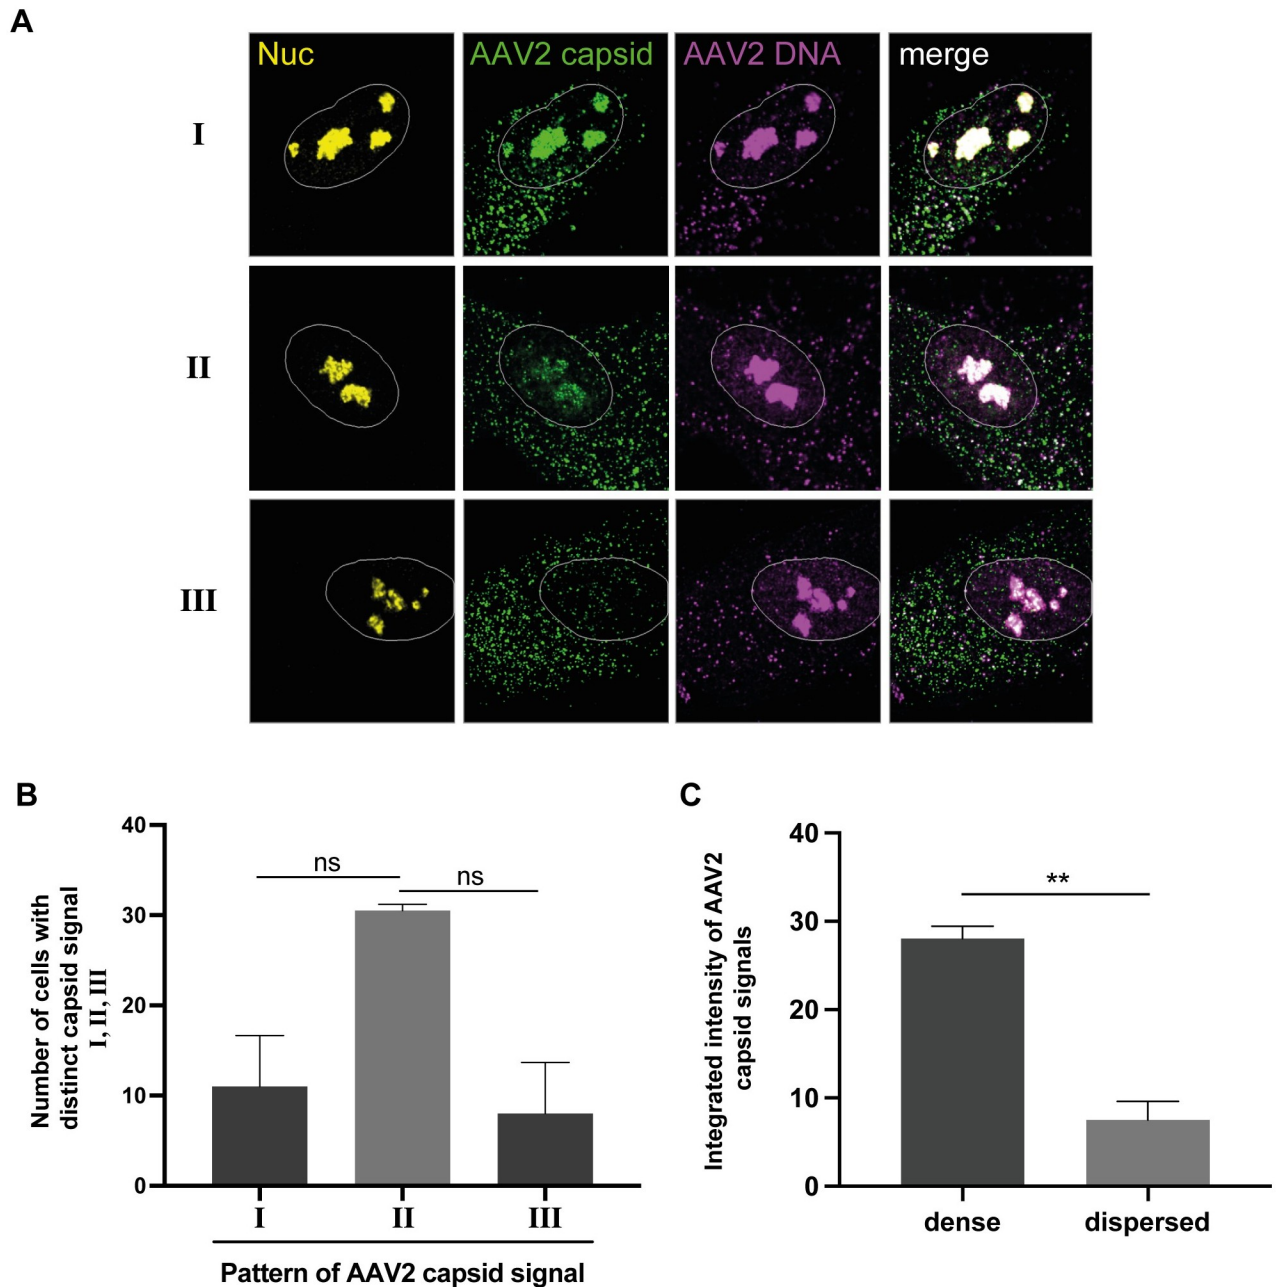 A
Nuc
AAV2 capsid
AAV2 DNA
merge
I
II
III
B
Number of cells with
distinct capsid signal
I, II, III
40
30
20
10
0
ns
ns
I
II
III
Pattern of AAV2 capsid signal
C
Integrated intensity of AAV2
capsid signals
40
30
20
10
0
**
dense
dispersed